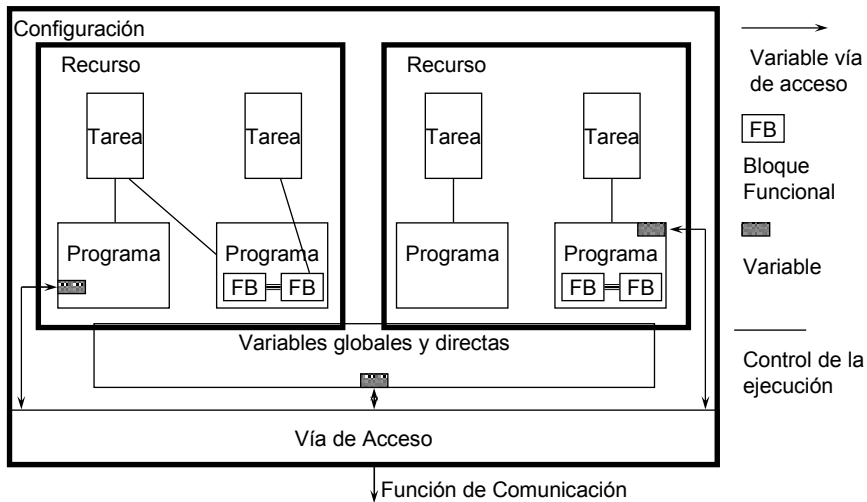 Configuración
Recurso
Tarea
Tarea
Programa
Programa
FB
FB
Recurso
Tarea
Tarea
Programa
Programa
FB
FB
Variables globales y directas
Vía de Acceso
Función de Comunicación
Variable vía
de acceso
FB
Bloque
Funcional
Variable
Control de la
ejecución